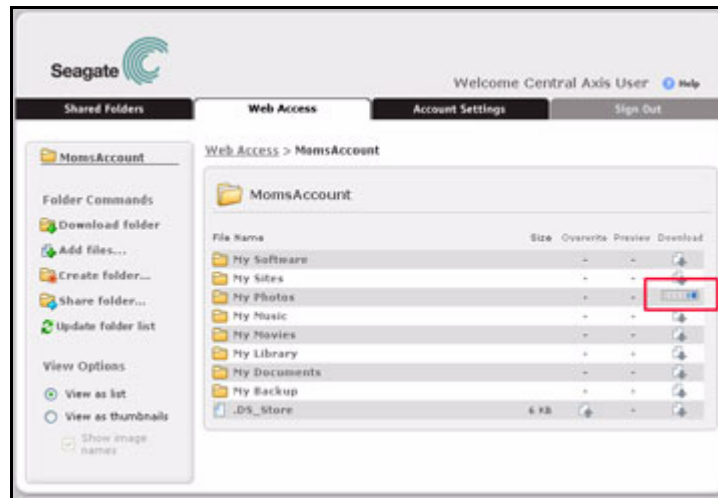 Seagate
Welcome Central Axis User Help
Shared Folders Web Access Account Settings Sign Out
MomsAccount
Web Access > MomsAccount
MomsAccount
Folder Commands
Download folder
Add files...
Create folder...
Share folder...
Update folder list
View Options
View as list
View as thumbnails
Show image names
File Name Size Overwrite Preview Download
My Software - -
My Sites - -
My Photos - -
My Music - -
My Movies - -
My Library - -
My Documents - -
My Backup - -
.DS_Store 6 KB -